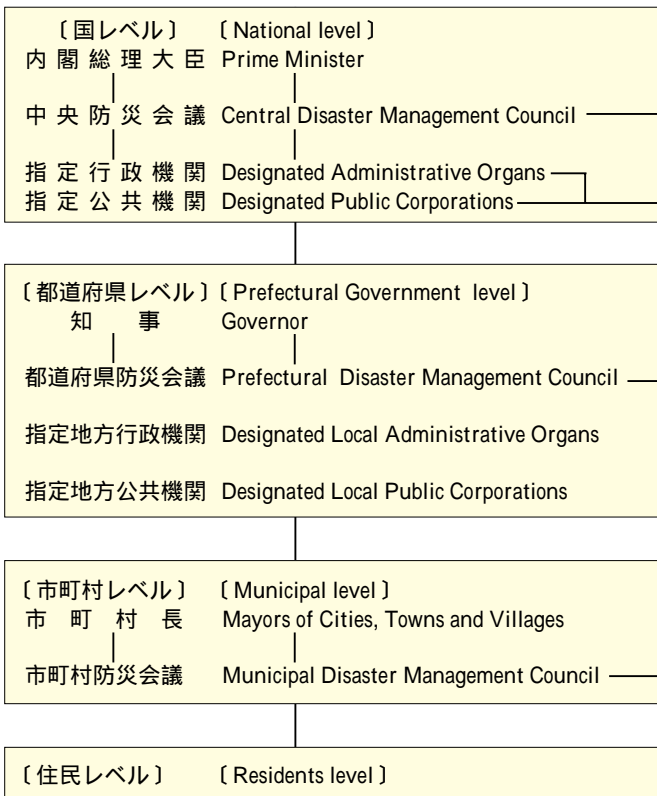 〔国レベル〕 〔National level〕
内閣総理大臣 Prime Minister
中央防災会議 Central Disaster Management Council
指定行政機関 Designated Administrative Organs
指定公共機関 Designated Public Corporations
〔都道府県レベル〕〔Prefectural Government level〕
知 事 Governor
都道府県防災会議 Prefectural Disaster Management Council
指定地方行政機関 Designated Local Administrative Organs
指定地方公共機関 Designated Local Public Corporations
〔市町村レベル〕 〔Municipal level〕
市町村長 Mayors of Cities, Towns and Villages
市町村防災会議 Municipal Disaster Management Council
〔住民レベル〕 〔Residents level〕